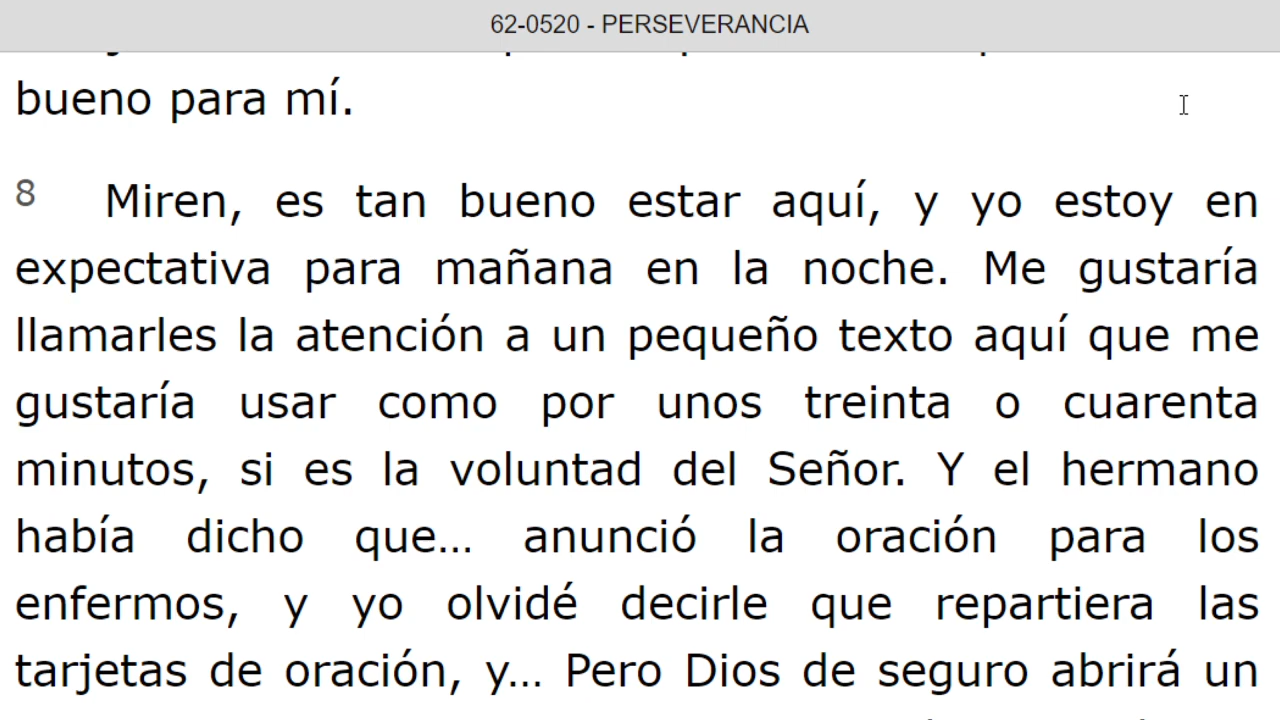 62-0520 - PERSEVERANCIA
bueno para mí.
8 Miren, es tan bueno estar aquí, y yo estoy en
expectativa para mañana en la noche. Me gustaría
llamarles la atención a un pequeño texto aquí que me
gustaría usar como por unos treinta o cuarenta
minutos, si es la voluntad del Señor. Y el hermano
había dicho que… anunció la oración para los
enfermos, y yo olvidé decirle que repartiera las
tarjetas de oración, y… Pero Dios de seguro abrirá un